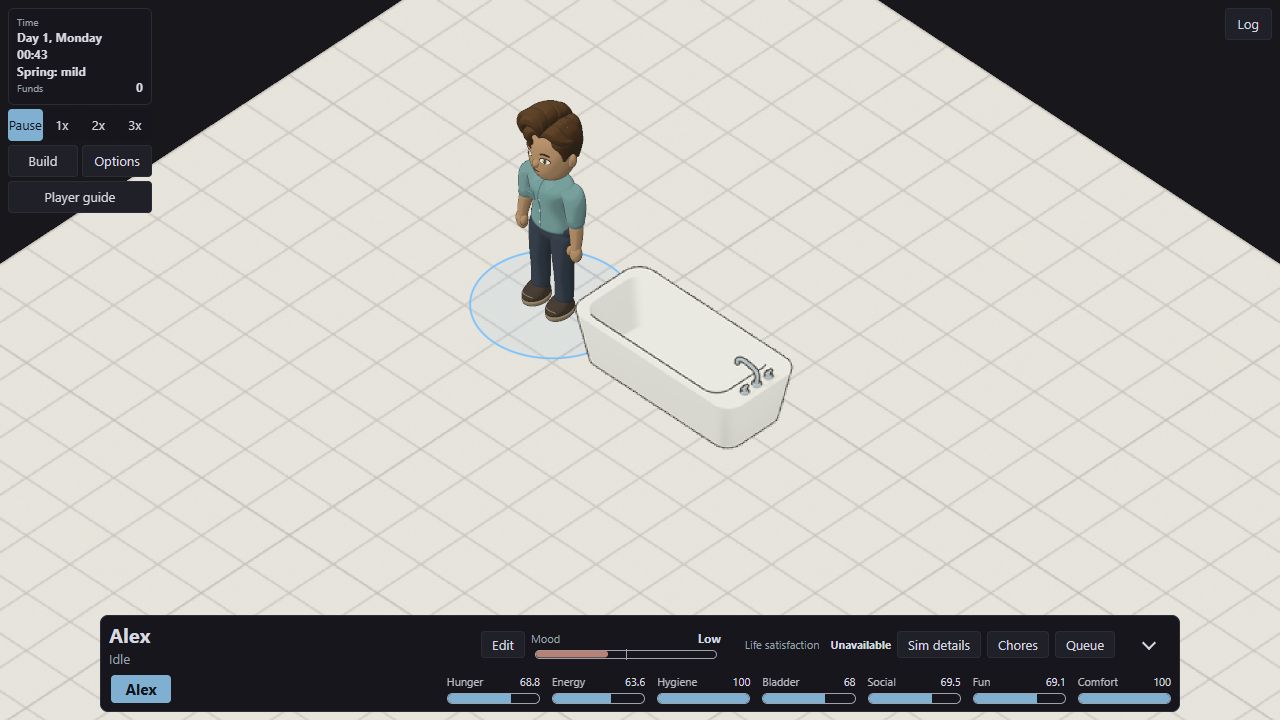 Time
Day 1, Monday
00:43
Spring: mild
Funds 0
Pause 1x 2x 3x
Build Options
Player guide
Log
Alex
Idle
Alex
Edit
Mood Low
Life satisfaction Unavailable
Sim details Chores Queue
Hunger 68.8 Energy 63.6 Hygiene 100 Bladder 68 Social 69.5 Fun 69.1 Comfort 100